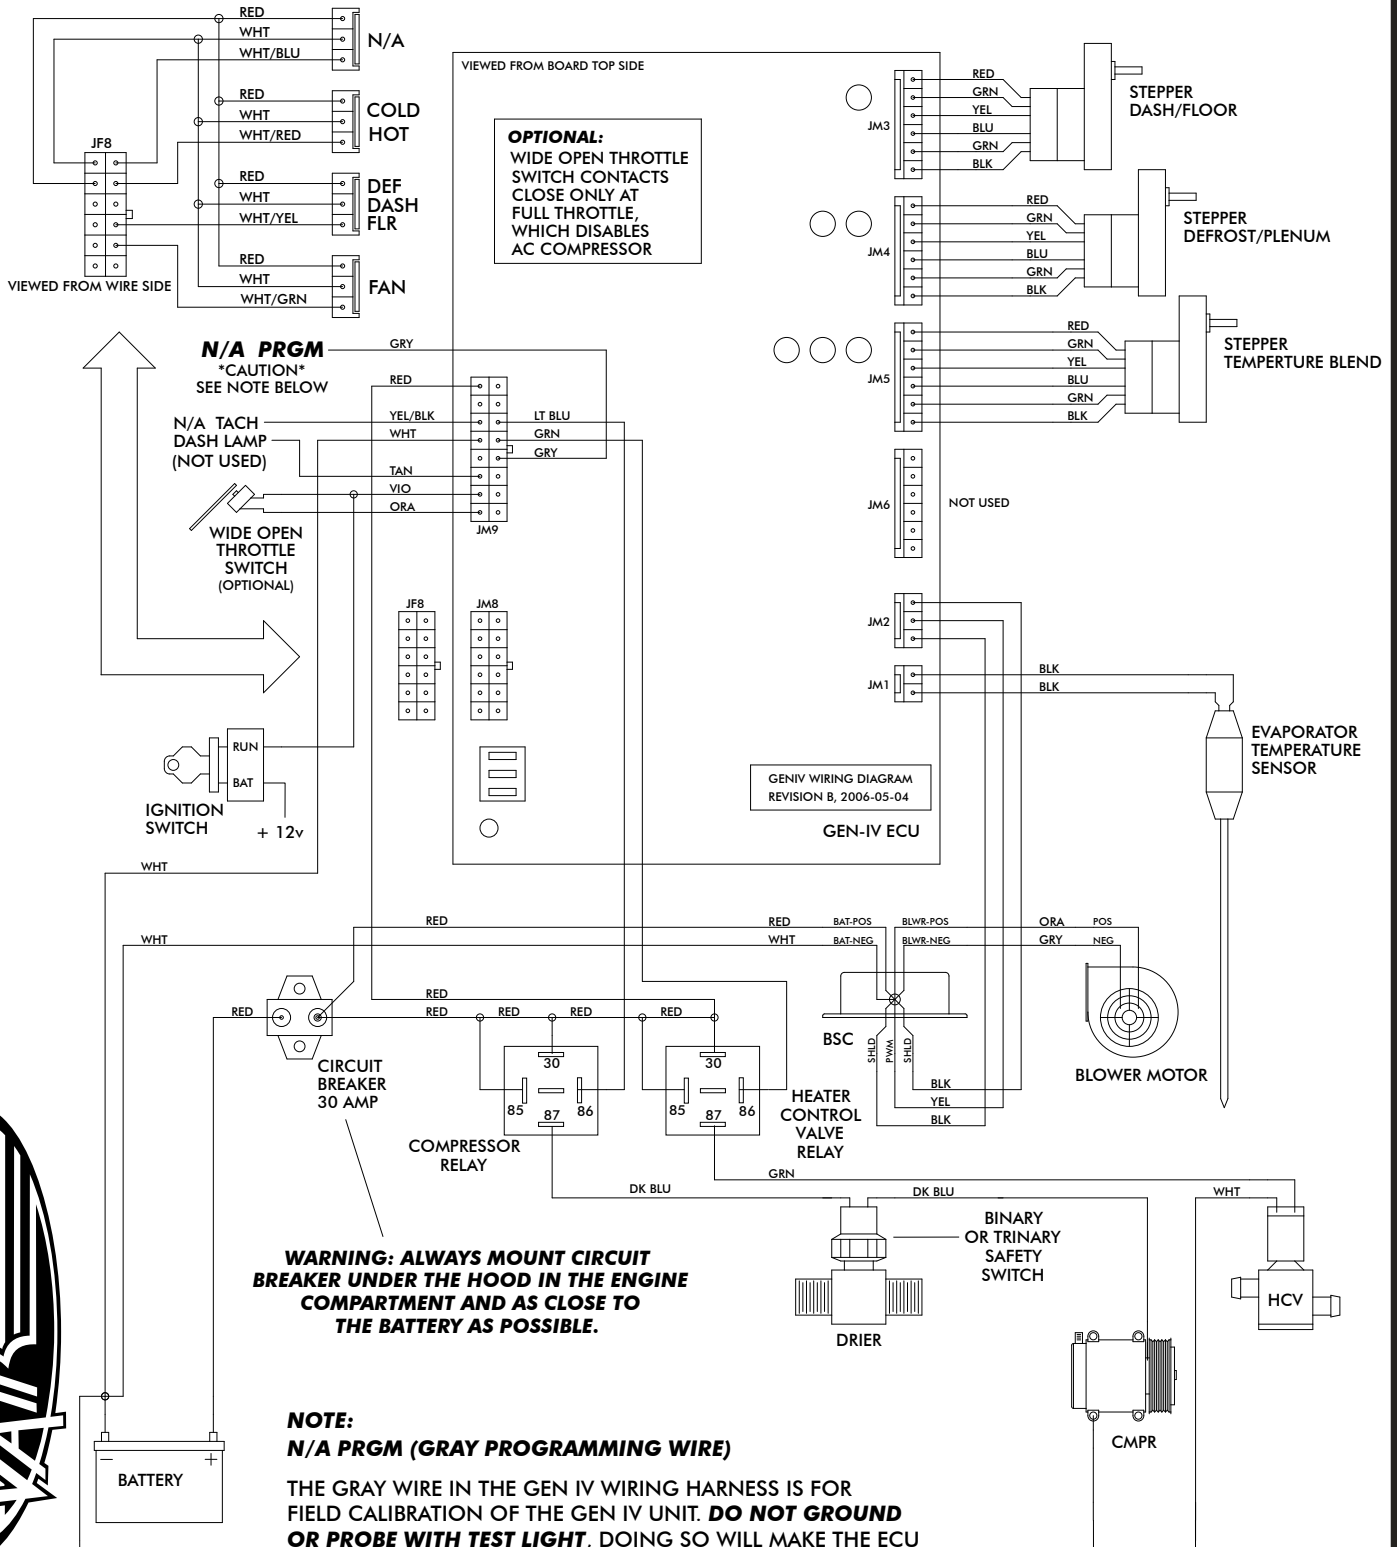 RED
WHT
WHT/BLU
N/A
RED
WHT
WHT/RED
COLD
HOT
JF8
RED
WHT
WHT/YEL
DEF
DASH
FLR
RED
WHT
WHT/GRN
FAN
VIEWED FROM WIRE SIDE
VIEWED FROM BOARD TOP SIDE
OPTIONAL:
WIDE OPEN THROTTLE
SWITCH CONTACTS
CLOSE ONLY AT
FULL THROTTLE,
WHICH DISABLES
AC COMPRESSOR
JM3
RED
GRN
YEL
BLU
GRN
BLK
STEPPER
DASH/FLOOR
JM4
RED
GRN
YEL
BLU
GRN
BLK
STEPPER
DEFROST/PLENUM
JM5
RED
GRN
YEL
BLU
GRN
BLK
STEPPER
TEMPERTURE BLEND
JM6
NOT USED
JM2
JM1
BLK
BLK
EVAPORATOR
TEMPERATURE
SENSOR
N/A PRGM
*CAUTION*
SEE NOTE BELOW
GRY
RED
N/A TACH
DASH LAMP
(NOT USED)
YEL/BLK
WHT
TAN
VIO
ORA
LT BLU
GRN
GRY
JM9
WIDE OPEN
THROTTLE
SWITCH
(OPTIONAL)
JF8
JM8
RUN
BAT
IGNITION
SWITCH
+ 12v
GENIV WIRING DIAGRAM
REVISION B, 2006-05-04
GEN-IV ECU
WHT
RED
RED
BAT-POS
BLWR-POS
ORA
POS
WHT
WHT
BAT-NEG
BLWR-NEG
GRY
NEG
RED
RED
RED
RED
RED
RED
BSC
SHLD
PWM
SHLD
BLK
YEL
BLK
BLOWER MOTOR
CIRCUIT
BREAKER
30 AMP
30
85
87
86
COMPRESSOR
RELAY
30
85
87
86
HEATER
CONTROL
VALVE
RELAY
GRN
DK BLU
DK BLU
WHT
BINARY
OR TRINARY
SAFETY
SWITCH
HCV
DRIER
CMPR
WARNING: ALWAYS MOUNT CIRCUIT
BREAKER UNDER THE HOOD IN THE ENGINE
COMPARTMENT AND AS CLOSE TO
THE BATTERY AS POSSIBLE.
BATTERY
−
+
NOTE:
N/A PRGM (GRAY PROGRAMMING WIRE)
THE GRAY WIRE IN THE GEN IV WIRING HARNESS IS FOR
FIELD CALIBRATION OF THE GEN IV UNIT. DO NOT GROUND
OR PROBE WITH TEST LIGHT, DOING SO WILL MAKE THE ECU